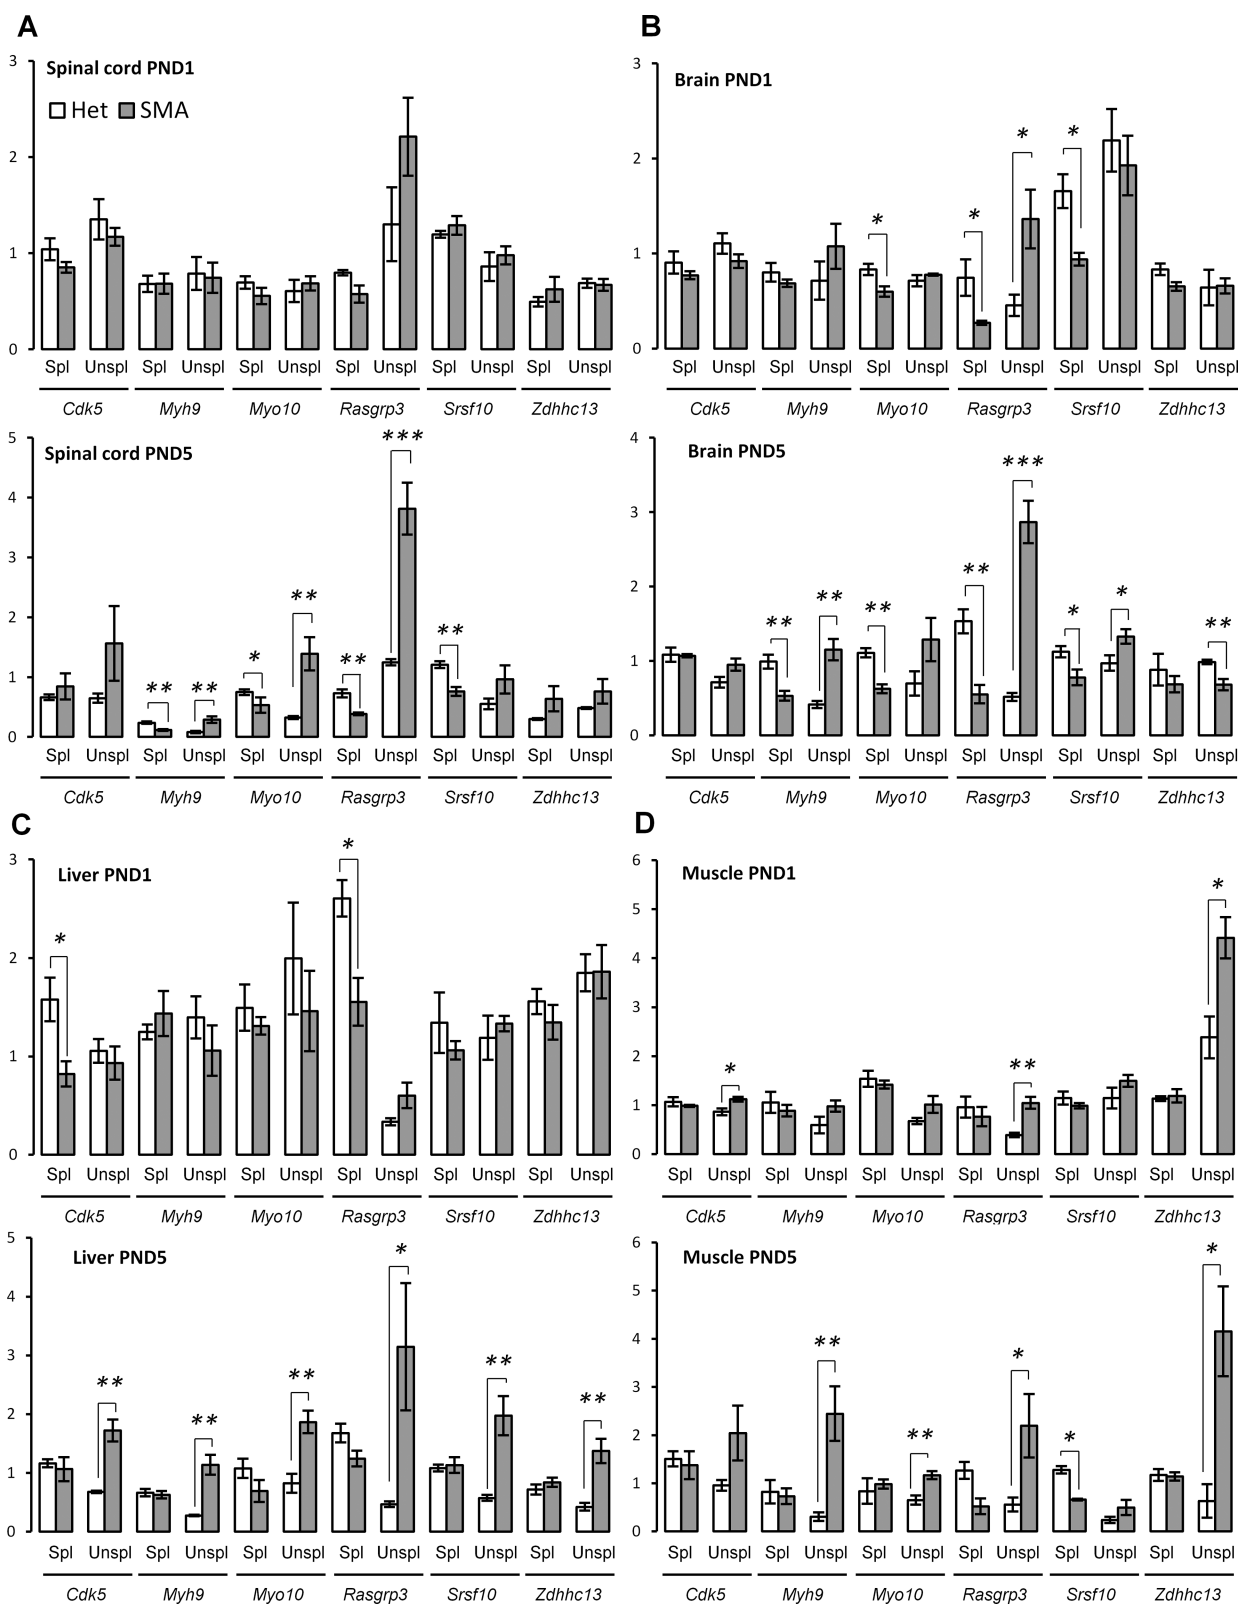 A
B
3
Spinal cord PND1
Het SMA
2
1
0
Spl Unspl Spl Unspl Spl Unspl Spl Unspl Spl Unspl Spl Unspl
Cdk5 Myh9 Myo10 Rasgrp3 Srsf10 Zdhhc13
3
Brain PND1
*
*
*
*
2
1
0
Spl Unspl Spl Unspl Spl Unspl Spl Unspl Spl Unspl Spl Unspl
Cdk5 Myh9 Myo10 Rasgrp3 Srsf10 Zdhhc13
5
Spinal cord PND5
***
4
3
2
**
**
**
*
**
**
1
0
Spl Unspl Spl Unspl Spl Unspl Spl Unspl Spl Unspl Spl Unspl
Cdk5 Myh9 Myo10 Rasgrp3 Srsf10 Zdhhc13
4
Brain PND5
***
3
2
**
**
**
**
*
*
**
1
0
Spl Unspl Spl Unspl Spl Unspl Spl Unspl Spl Unspl Spl Unspl
Cdk5 Myh9 Myo10 Rasgrp3 Srsf10 Zdhhc13
C
D
3
Liver PND1
*
*
2
1
0
Spl Unspl Spl Unspl Spl Unspl Spl Unspl Spl Unspl Spl Unspl
Cdk5 Myh9 Myo10 Rasgrp3 Srsf10 Zdhhc13
6
Muscle PND1
*
5
4
3
2
*
**
1
0
Spl Unspl Spl Unspl Spl Unspl Spl Unspl Spl Unspl Spl Unspl
Cdk5 Myh9 Myo10 Rasgrp3 Srsf10 Zdhhc13
5
Liver PND5
*
4
3
**
**
**
**
**
2
1
0
Spl Unspl Spl Unspl Spl Unspl Spl Unspl Spl Unspl Spl Unspl
Cdk5 Myh9 Myo10 Rasgrp3 Srsf10 Zdhhc13
6
Muscle PND5
*
5
4
**
*
3
2
**
*
1
0
Spl Unspl Spl Unspl Spl Unspl Spl Unspl Spl Unspl Spl Unspl
Cdk5 Myh9 Myo10 Rasgrp3 Srsf10 Zdhhc13